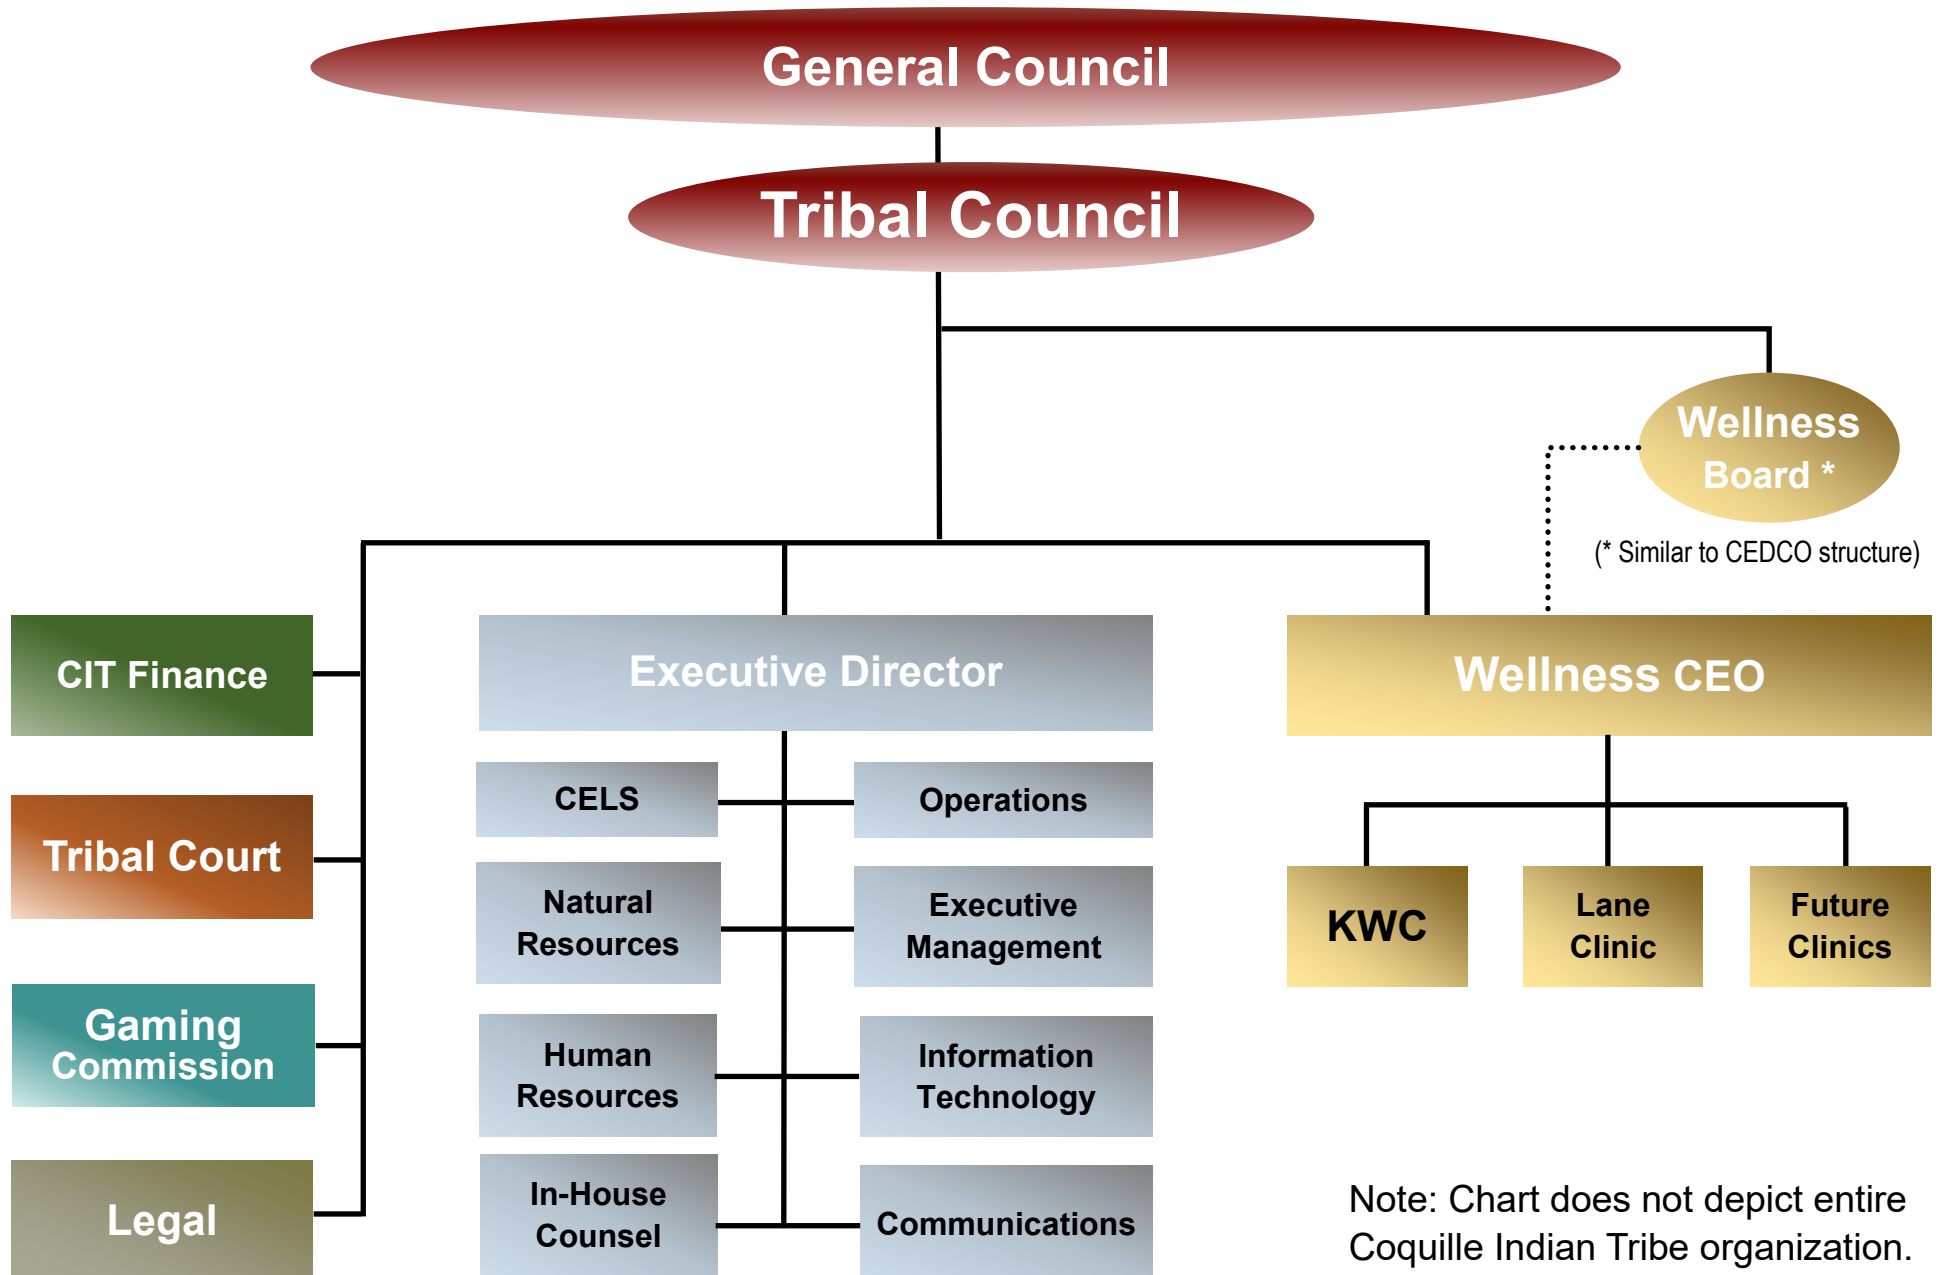 General Council
Tribal Council
Wellness
Board *
(* Similar to CEDCO structure)
CIT Finance
Executive Director
Wellness CEO
CELS
Operations
Tribal Court
Natural
Resources
Executive
Management
KWC
Lane
Clinic
Future
Clinics
Gaming
Commission
Human
Resources
Information
Technology
Legal
In-House
Counsel
Communications
Note: Chart does not depict entire
Coquille Indian Tribe organization.